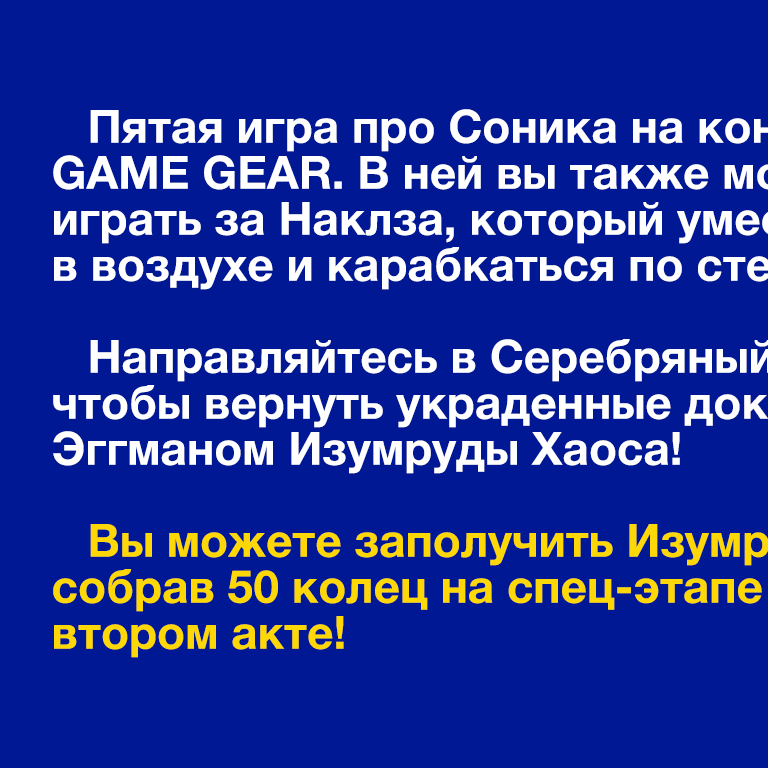 Пятая игра про Соника на кон
GAME GEAR. В ней вы также мо
играть за Наклза, который умее
в воздухе и карабкаться по сте
Направляйтесь в Серебряный
чтобы вернуть украденные док
Эггманом Изумруды Хаоса!
Вы можете заполучить Изумр
собрав 50 колец на спец-этапе
втором акте!